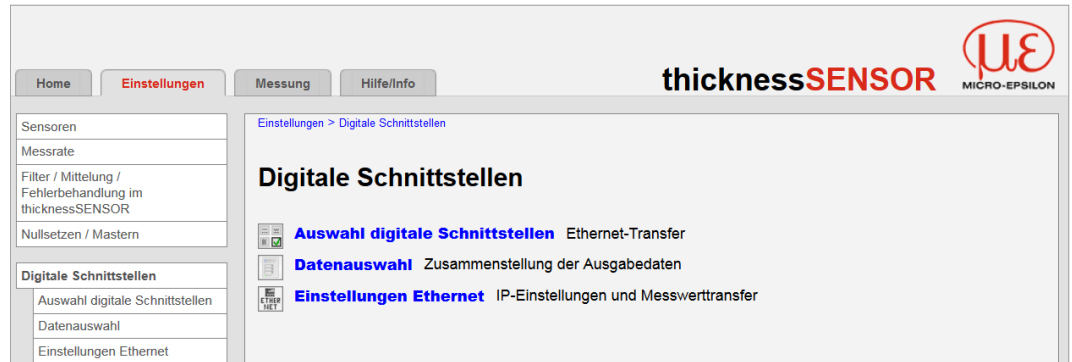 Home
Einstellungen
Messung
Hilfe/Info
thicknessSENSOR
με
MICRO-EPSILON
Sensoren
Messrate
Filter / Mittelung /
Fehlerbehandlung im
thicknessSENSOR
Nullsetzen / Mastern
Digitale Schnittstellen
Auswahl digitale Schnittstellen
Datenauswahl
Einstellungen Ethernet
Einstellungen > Digitale Schnittstellen
Digitale Schnittstellen
Auswahl digitale Schnittstellen Ethernet-Transfer
Datenauswahl Zusammenstellung der Ausgabedaten
ETHER
NET
Einstellungen Ethernet IP-Einstellungen und Messwerttransfer